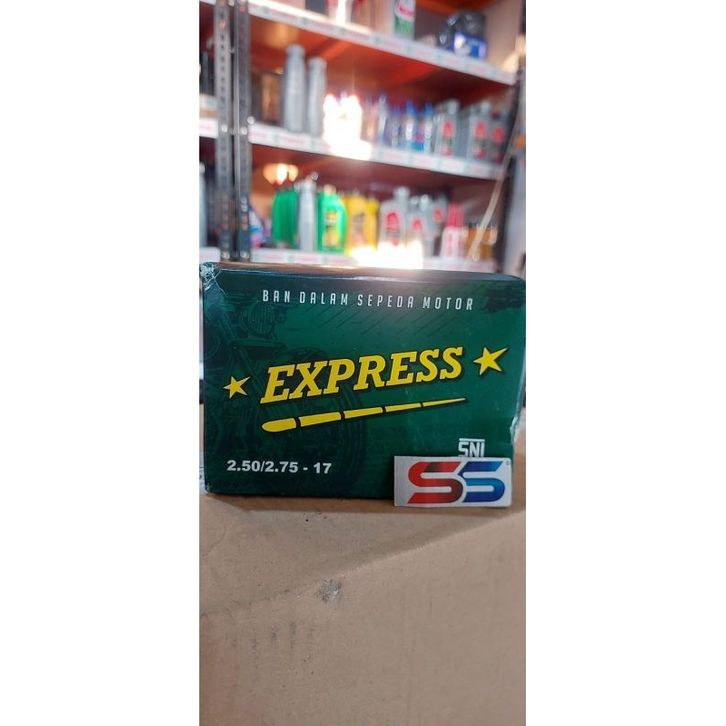 BAN DALAM SEPEDA MOTOR
EXPRESS
2.50/2.75 - 17
SNI
SS